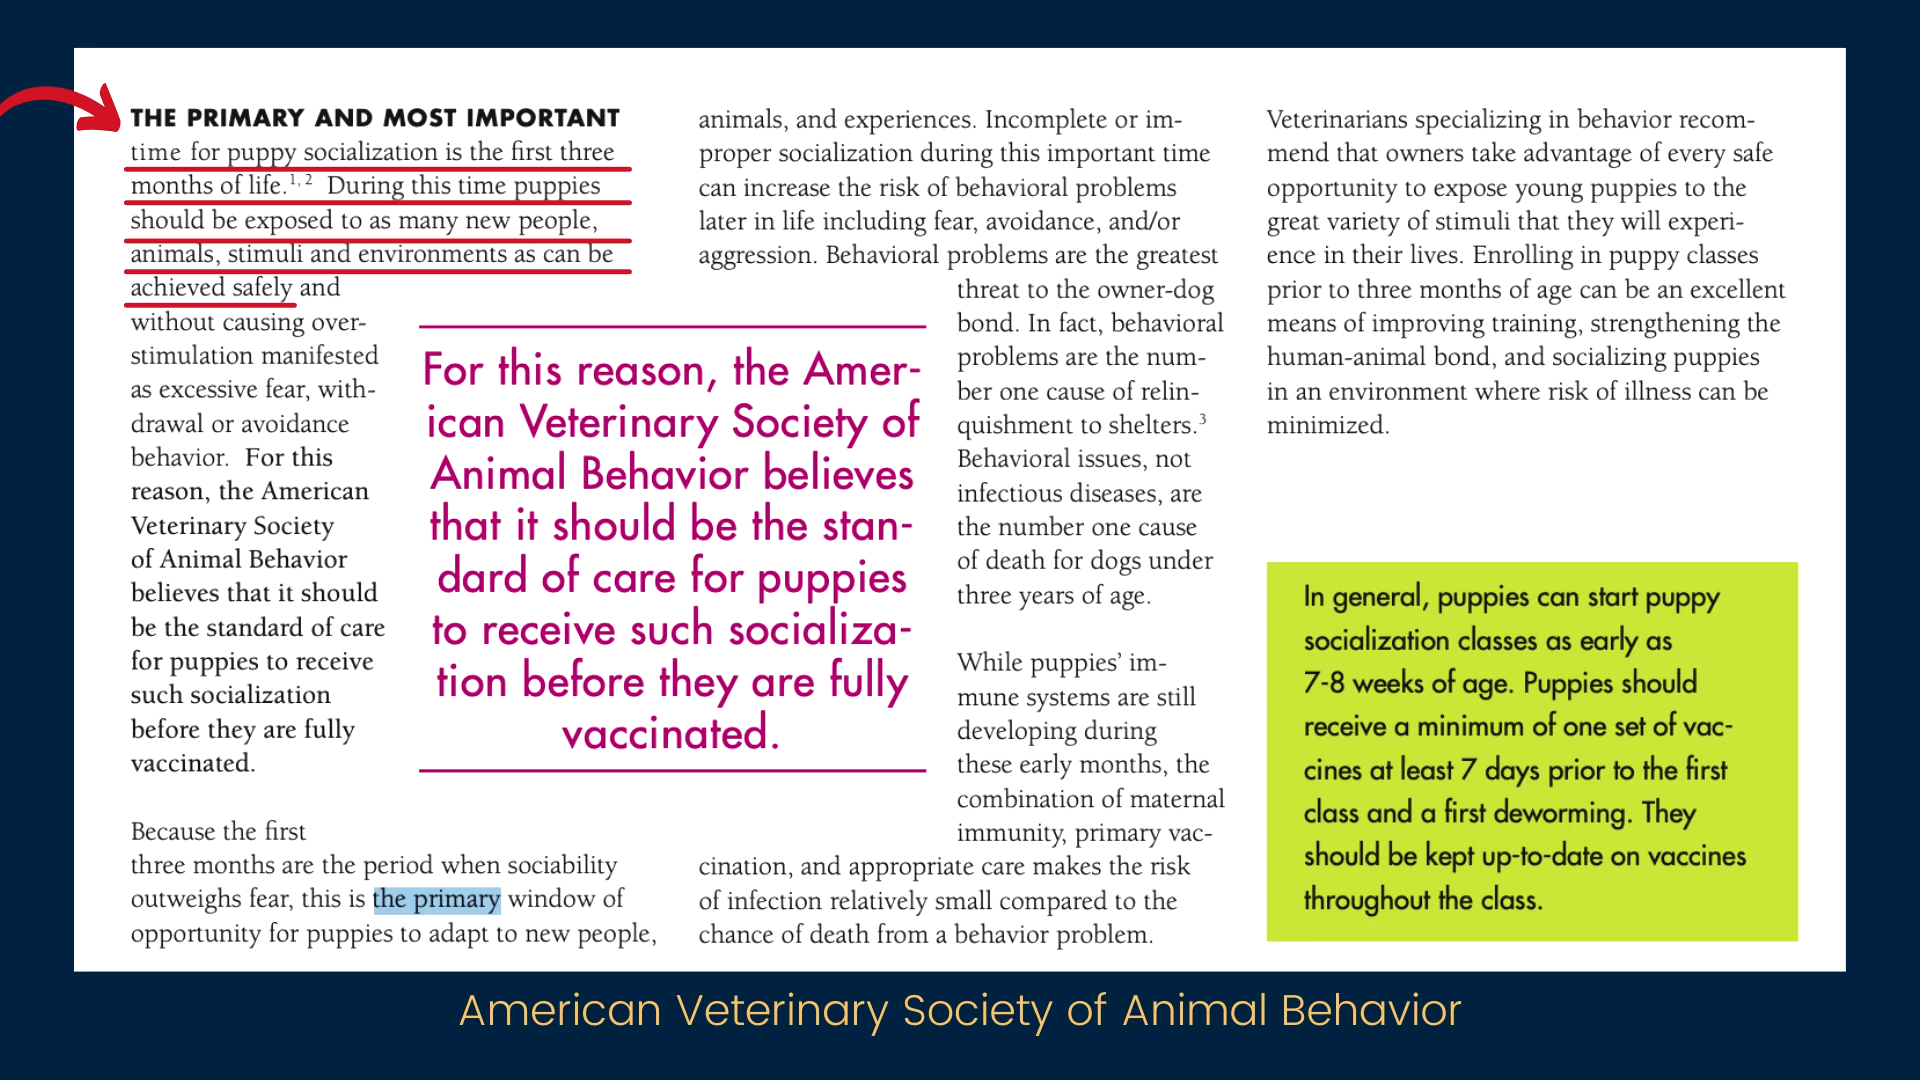 THE PRIMARY AND MOST IMPORTANT
time for puppy socialization is the first three
months of life.1, 2 During this time puppies
should be exposed to as many new people,
animals, stimuli and environments as can be
achieved safely and
without causing over-
stimulation manifested
as excessive fear, with-
drawal or avoidance
behavior. For this
reason, the American
Veterinary Society
of Animal Behavior
believes that it should
be the standard of care
for puppies to receive
such socialization
before they are fully
vaccinated.
Because the first
three months are the period when sociability
outweighs fear, this is the primary window of
opportunity for puppies to adapt to new people,
For this reason, the Amer-
ican Veterinary Society of
Animal Behavior believes
that it should be the stan-
dard of care for puppies
to receive such socializa-
tion before they are fully
vaccinated.
animals, and experiences. Incomplete or im-
proper socialization during this important time
can increase the risk of behavioral problems
later in life including fear, avoidance, and/or
aggression. Behavioral problems are the greatest
threat to the owner-dog
bond. In fact, behavioral
problems are the num-
ber one cause of relin-
quishment to shelters.3
Behavioral issues, not
infectious diseases, are
the number one cause
of death for dogs under
three years of age.
While puppies’ im-
mune systems are still
developing during
these early months, the
combination of maternal
immunity, primary vac-
cination, and appropriate care makes the risk
of infection relatively small compared to the
chance of death from a behavior problem.
Veterinarians specializing in behavior recom-
mend that owners take advantage of every safe
opportunity to expose young puppies to the
great variety of stimuli that they will experi-
ence in their lives. Enrolling in puppy classes
prior to three months of age can be an excellent
means of improving training, strengthening the
human-animal bond, and socializing puppies
in an environment where risk of illness can be
minimized.
In general, puppies can start puppy
socialization classes as early as
7-8 weeks of age. Puppies should
receive a minimum of one set of vac-
cines at least 7 days prior to the first
class and a first deworming. They
should be kept up-to-date on vaccines
throughout the class.
American Veterinary Society of Animal Behavior